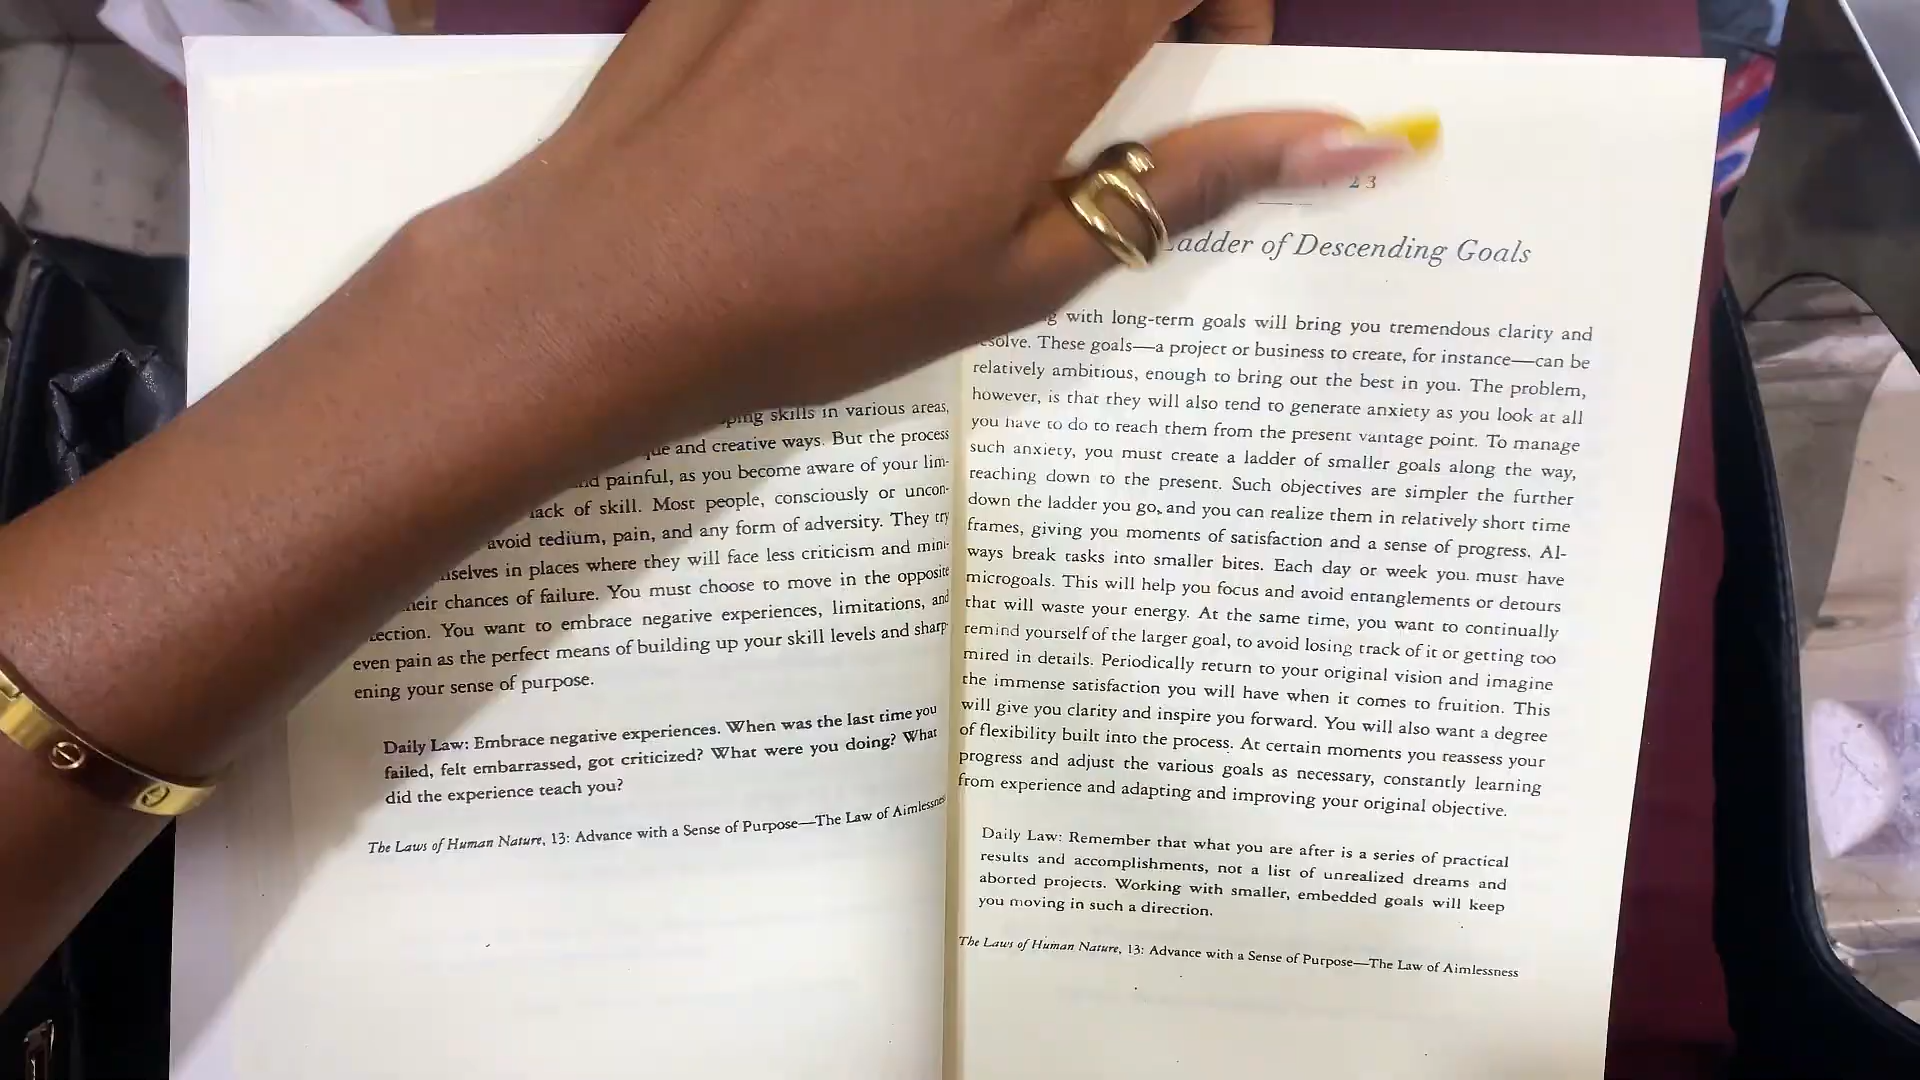 skills in various areas,
and creative ways. But the process
painful, as you become aware of your lim-
lack of skill. Most people, consciously or uncon-
avoid tedium, pain, and any form of adversity. They try
in places where they will face less criticism and mini-
their chances of failure. You must choose to move in the opposite
You want to embrace negative experiences, limitations, and
even pain as the perfect means of building up your skill levels and sharp-
ening your sense of purpose.
Daily Law: Embrace negative experiences. When was the last time you
failed, felt embarrassed, got criticized? What were you doing? What
did the experience teach you?
The Laws of Human Nature, 13: Advance with a Sense of Purpose—The Law of Aimlessness
23
Ladder of Descending Goals
with long-term goals will bring you tremendous clarity and
resolve. These goals—a project or business to create, for instance—can be
relatively ambitious, enough to bring out the best in you. The problem,
however, is that they will also tend to generate anxiety as you look at all
you have to do to reach them from the present vantage point. To manage
such anxiety, you must create a ladder of smaller goals along the way,
reaching down to the present. Such objectives are simpler the further
down the ladder you go, and you can realize them in relatively short time
frames, giving you moments of satisfaction and a sense of progress. Al-
ways break tasks into smaller bites. Each day or week you must have
microgoals. This will help you focus and avoid entanglements or detours
that will waste your energy. At the same time, you want to continually
remind yourself of the larger goal, to avoid losing track of it or getting too
mired in details. Periodically return to your original vision and imagine
the immense satisfaction you will have when it comes to fruition. This
will give you clarity and inspire you forward. You will also want a degree
of flexibility built into the process. At certain moments you reassess your
progress and adjust the various goals as necessary, constantly learning
from experience and adapting and improving your original objective.
Daily Law: Remember that what you are after is a series of practical
results and accomplishments, not a list of unrealized dreams and
aborted projects. Working with smaller, embedded goals will keep
you moving in such a direction.
The Laws of Human Nature, 13: Advance with a Sense of Purpose—The Law of Aimlessness